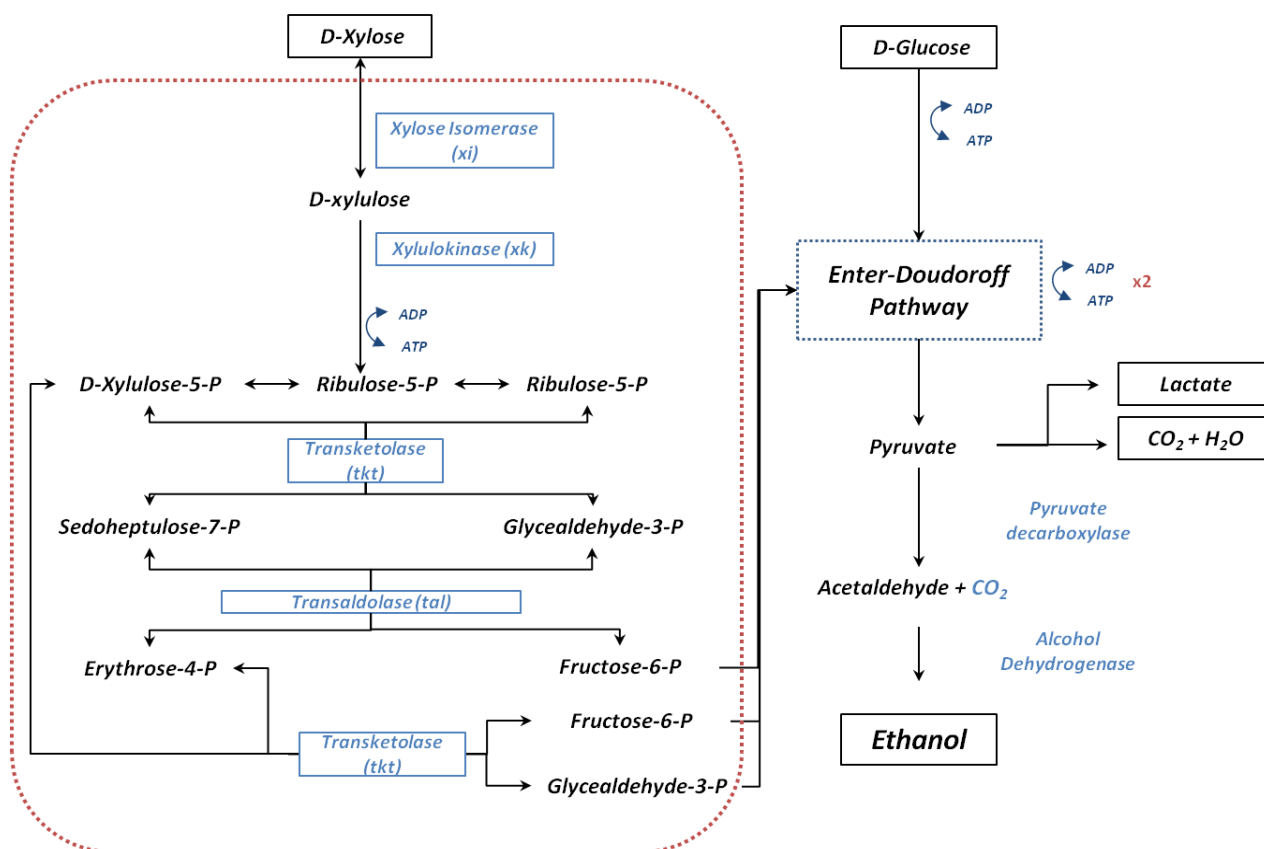 D-Xylose
D-Glucose
Xylose Isomerase
(xi)
ADP
ATP
D-xylulose
Xylulokinase (xk)
ADP
ATP
Enter-Doudoroff
Pathway
ADP
ATP
x2
D-Xylulose-5-P
Ribulose-5-P
Ribulose-5-P
Lactate
CO2 + H2O
Pyruvate
Transketolase
(tkt)
Sedoheptulose-7-P
Glycealdehyde-3-P
Pyruvate
decarboxylase
Transaldolase (tal)
Acetaldehyde + CO2
Erythrose-4-P
Fructose-6-P
Alcohol
Dehydrogenase
Fructose-6-P
Transketolase
(tkt)
Ethanol
Glycealdehyde-3-P